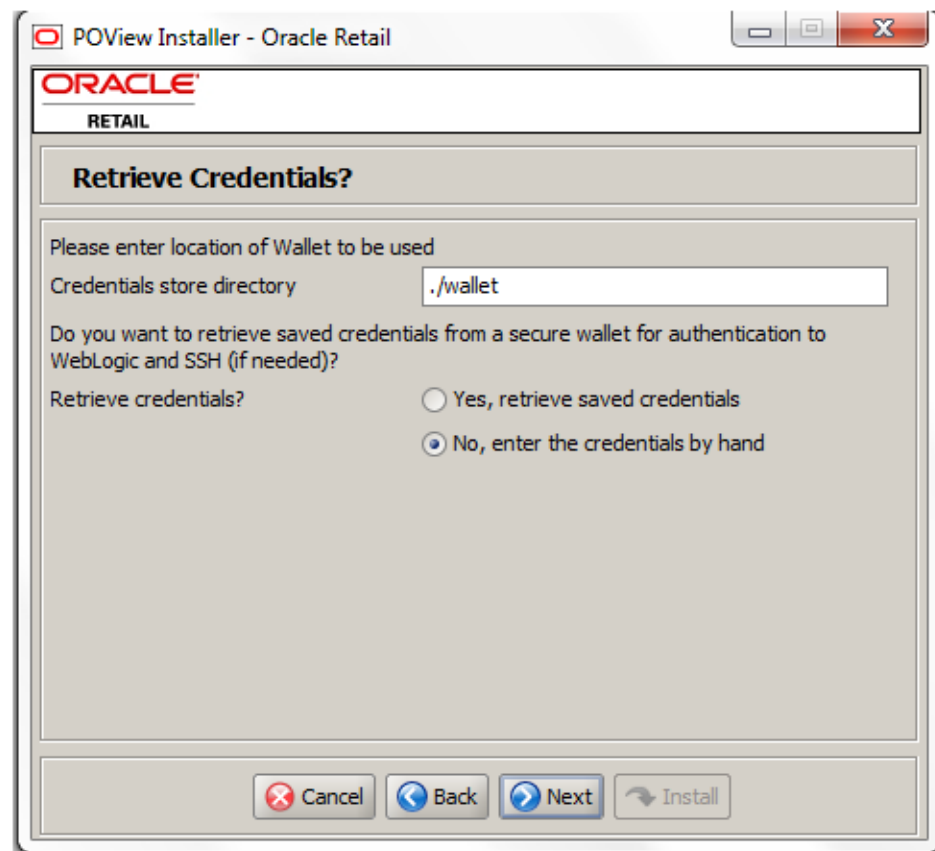 POView Installer - Oracle Retail
ORACLE
RETAIL
Retrieve Credentials?
Please enter location of Wallet to be used
Credentials store directory ./wallet
Do you want to retrieve saved credentials from a secure wallet for authentication to
WebLogic and SSH (if needed)?
Retrieve credentials? Yes, retrieve saved credentials
No, enter the credentials by hand
Cancel Back Next Install